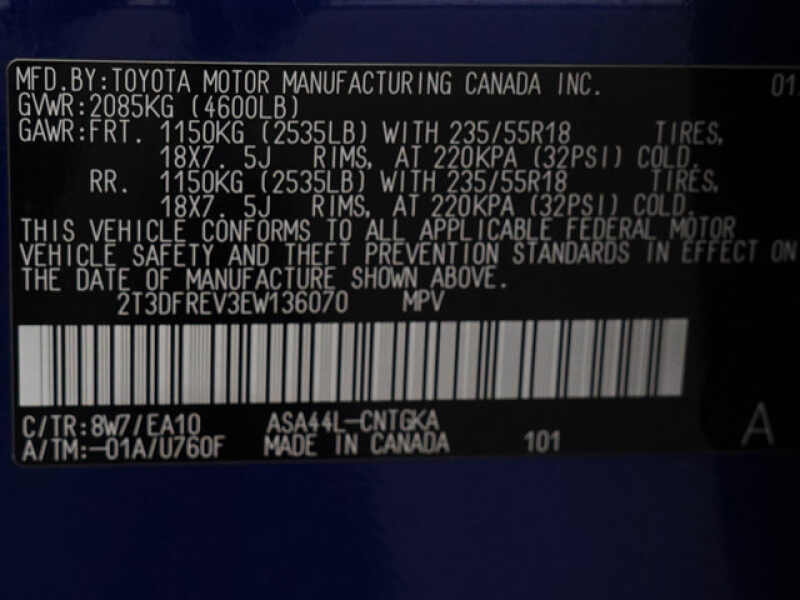 MFD.BY:TOYOTA MOTOR MANUFACTURING CANADA INC. 01
GVWR:2085KG (4600LB)
GAWR:FRT. 1150KG (2535LB) WITH 235/55R18 TIRES,
18X7. 5J RIMS, AT 220KPA (32PSI) COLD.
RR. 1150KG (2535LB) WITH 235/55R18 TIRES,
18X7. 5J RIMS, AT 220KPA (32PSI) COLD.
THIS VEHICLE CONFORMS TO ALL APPLICABLE FEDERAL MOTOR
VEHICLE SAFETY AND THEFT PREVENTION STANDARDS IN EFFECT ON
THE DATE OF MANUFACTURE SHOWN ABOVE.
2T3DFREV3EW136070 MPV
C/TR:8W7/EA10 ASA44L-CNTGKA
A/TM:-01A/U760F MADE IN CANADA 101 A